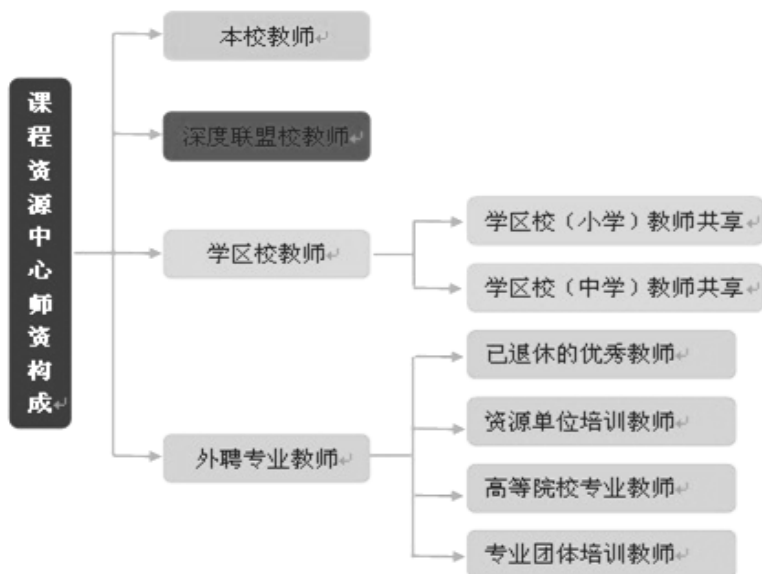 课程资源中心师资构成
本校教师
深度联盟校教师
学区校教师
学区校（小学）教师共享
学区校（中学）教师共享
外聘专业教师
已退休的优秀教师
资源单位培训教师
高等院校专业教师
专业团体培训教师